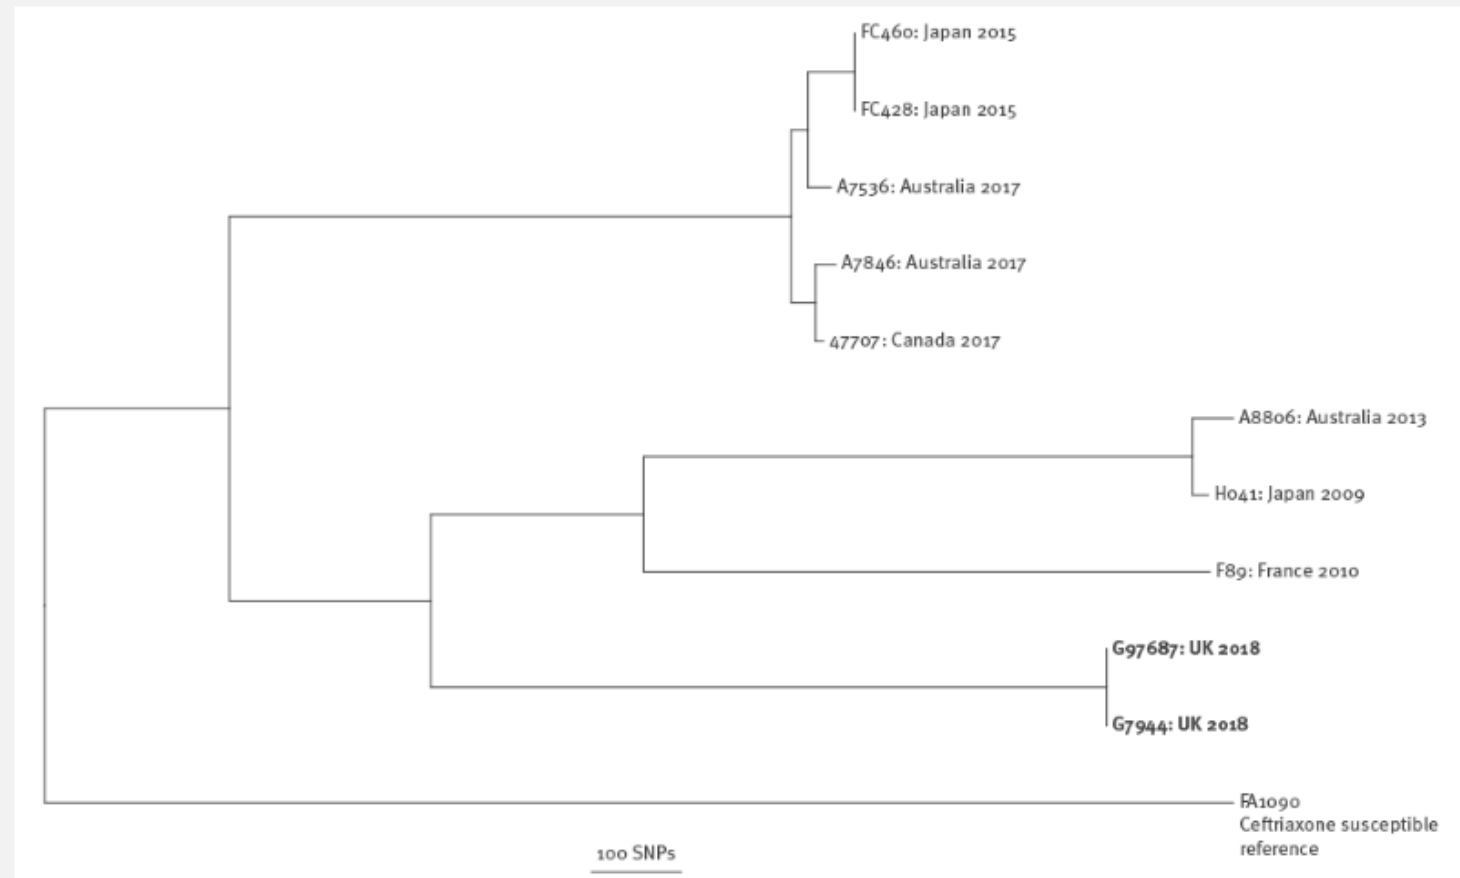 FC460: Japan 2015
FC428: Japan 2015
A7536: Australia 2017
A7846: Australia 2017
47707: Canada 2017
A8806: Australia 2013
H041: Japan 2009
F89: France 2010
G97687: UK 2018
G7944: UK 2018
FA1090
Ceftriaxone susceptible
reference
100 SNPs